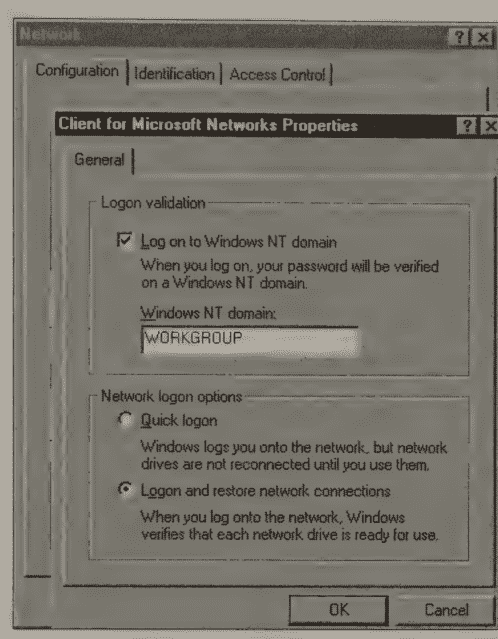 Network
Configuration Identification Access Control
Client for Microsoft Networks Properties
General
Logon validation
Log on to Windows NT domain
When you log on, your password will be verified
on a Windows NT domain.
Windows NT domain:
WORKGROUP
Network logon options
Quick logon
Windows logs you onto the network, but network
drives are not reconnected until you use them.
Logon and restore network connections
When you log onto the network, Windows
verifies that each network drive is ready for use.
OK Cancel